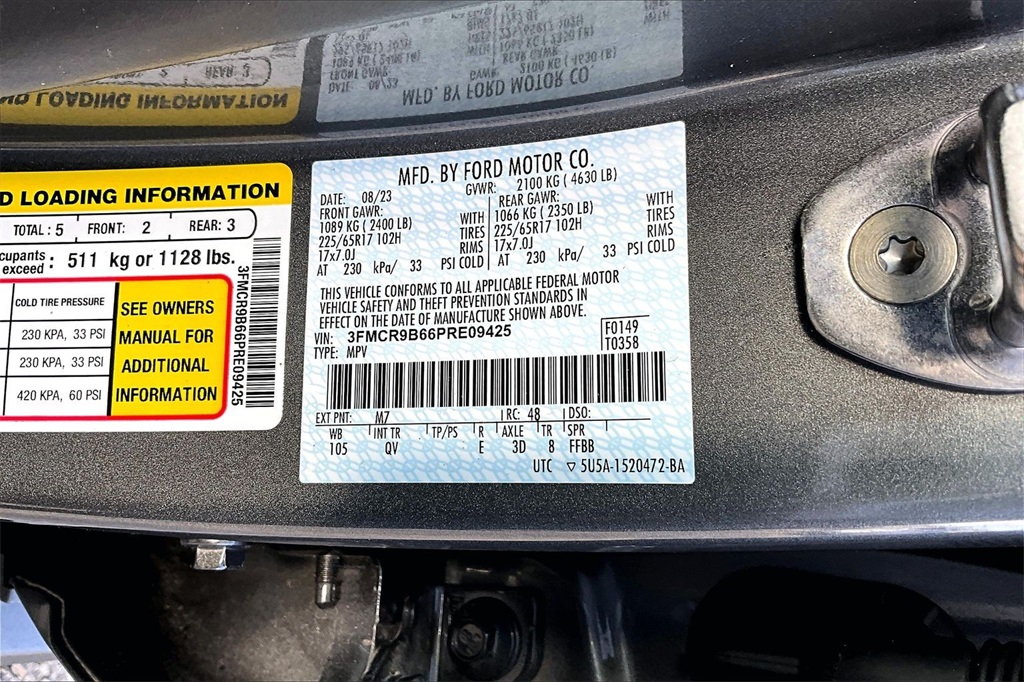 D LOADING INFORMATION
TOTAL : 5 FRONT: 2 REAR: 3
cupants
exceed : 511 kg or 1128 lbs.
COLD TIRE PRESSURE
230 KPA, 33 PSI
230 KPA, 33 PSI
420 KPA, 60 PSI
SEE OWNERS
MANUAL FOR
ADDITIONAL
INFORMATION
3FMCR9B66PRE09425
MFD. BY FORD MOTOR CO.
DATE: 08/23 GVWR: 2100 KG ( 4630 LB)
FRONT GAWR: REAR GAWR:
1089 KG ( 2400 LB) WITH 1066 KG ( 2350 LB) WITH
225/65R17 102H TIRES 225/65R17 102H TIRES
17x7.0J RIMS 17x7.0J RIMS
AT 230 kPa/ 33 PSI COLD AT 230 kPa/ 33 PSI COLD
THIS VEHICLE CONFORMS TO ALL APPLICABLE FEDERAL MOTOR
VEHICLE SAFETY AND THEFT PREVENTION STANDARDS IN
EFFECT ON THE DATE OF MANUFACTURE SHOWN ABOVE.
VIN: 3FMCR9B66PRE09425 F0149
TYPE: MPV T0358
EXT PNT: M7 RC: 48 DSO:
WB INT TR TP/PS R AXLE TR SPR
105 QV E 3D 8 FFBB
UTC ▽5U5A-1520472-BA